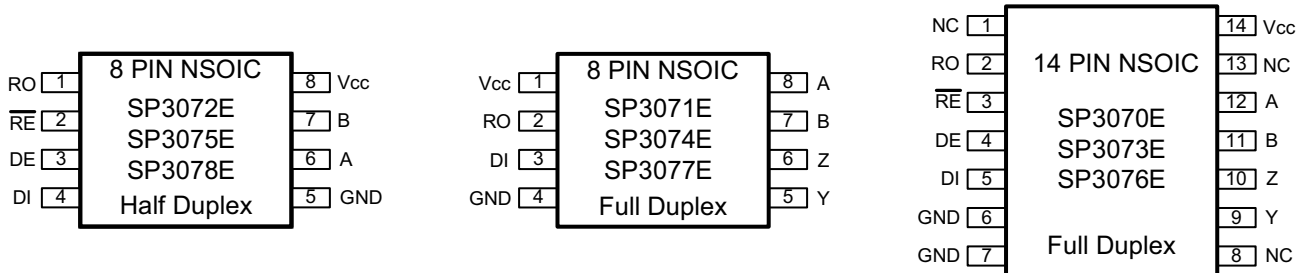 8 PIN NSOIC
SP3072E
SP3075E
SP3078E
Half Duplex
RO 1
RE 2
DE 3
DI 4
8 Vcc
7 B
6 A
5 GND
8 PIN NSOIC
SP3071E
SP3074E
SP3077E
Full Duplex
Vcc 1
RO 2
DI 3
GND 4
8 A
7 B
6 Z
5 Y
14 PIN NSOIC
SP3070E
SP3073E
SP3076E
Full Duplex
NC 1
RO 2
RE 3
DE 4
DI 5
GND 6
GND 7
14 Vcc
13 NC
12 A
11 B
10 Z
9 Y
8 NC